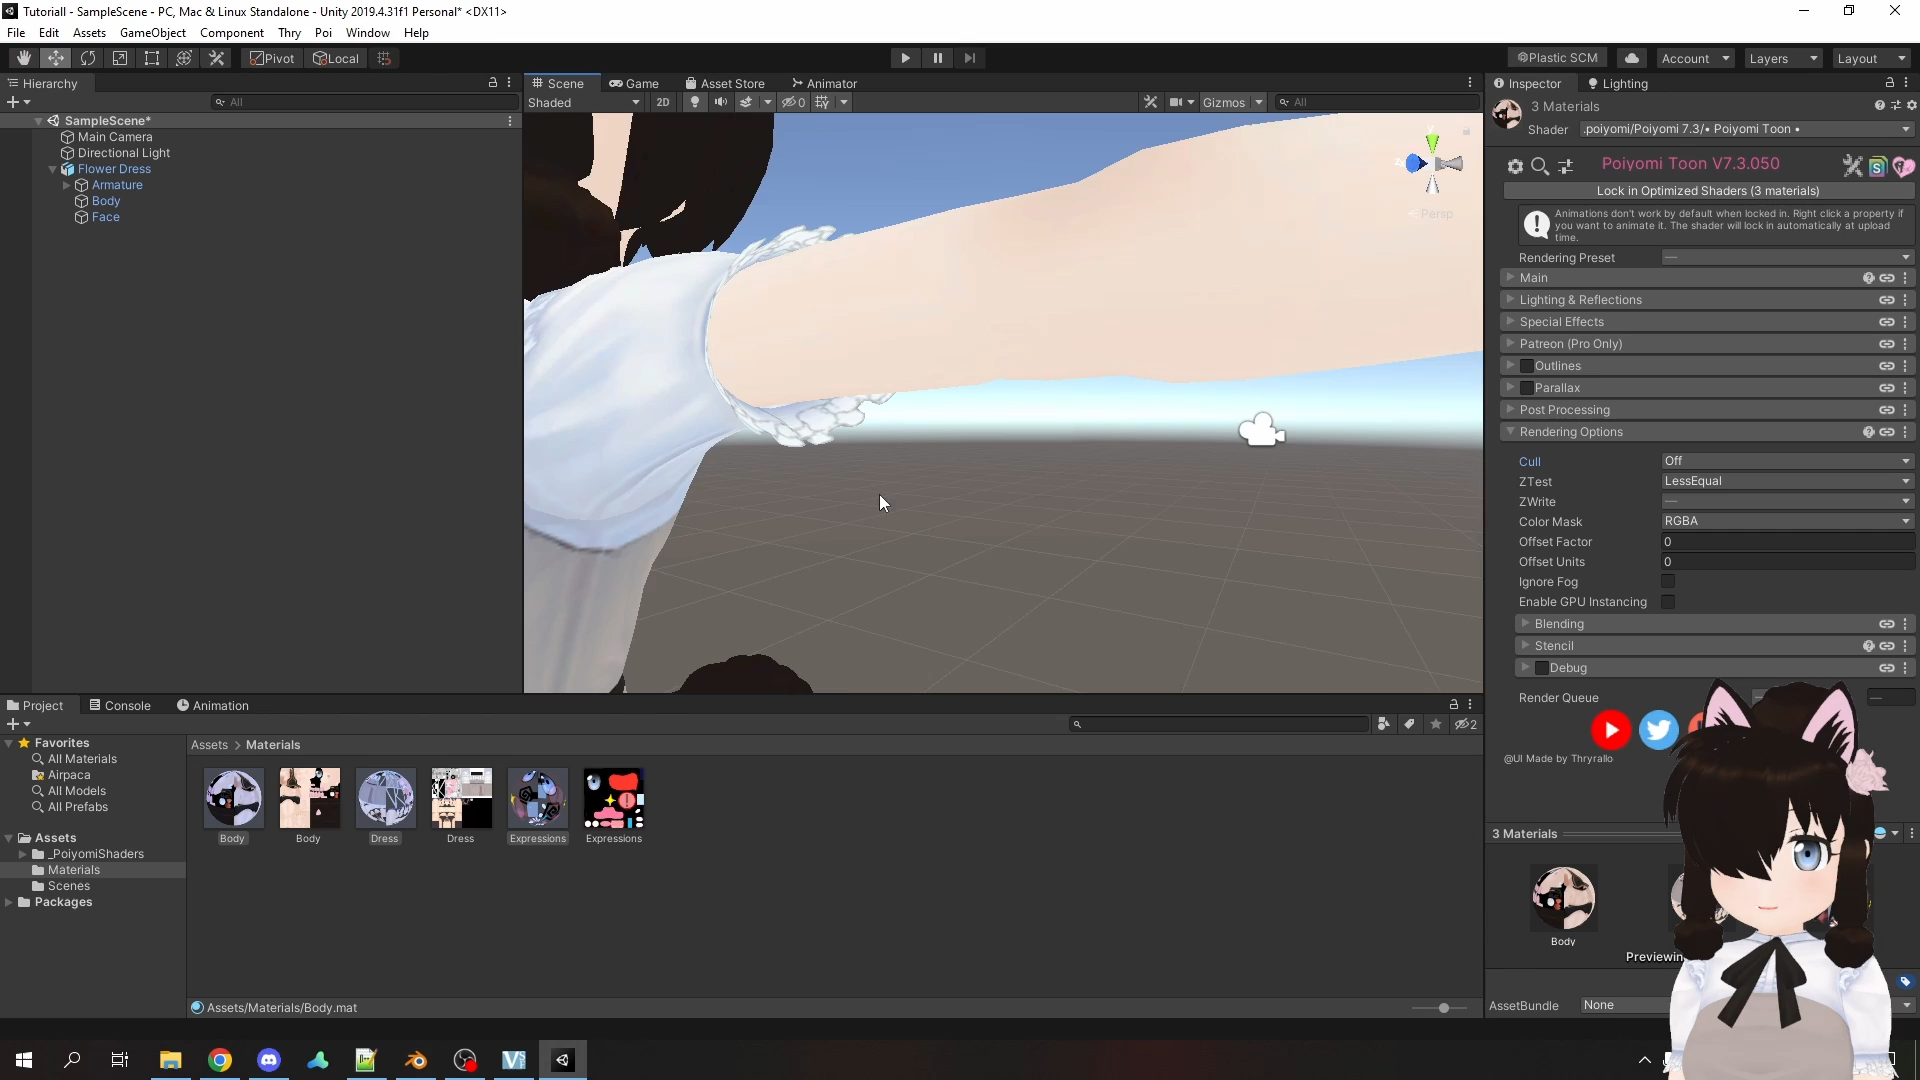 Tutoriall - SampleScene - PC, Mac & Linux Standalone - Unity 2019.4.31f1 Personal* <DX11>
File Edit Assets GameObject Component Thry Poi Window Help
Pivot Local
Plastic SCM Account Layers Layout
Hierarchy
All
SampleScene*
Main Camera
Directional Light
Flower Dress
Armature
Body
Face
Scene Game Asset Store Animator
Shaded 2D 0 Gizmos All
Persp
Inspector Lighting
3 Materials
Shader .poiyomi/Poiyomi 7.3/• Poiyomi Toon •
Poiyomi Toon V7.3.050
Lock in Optimized Shaders (3 materials)
Animations don't work by default when locked in. Right click a property if
you want to animate it. The shader will lock in automatically at upload
time.
Rendering Preset —
Main
Lighting & Reflections
Special Effects
Patreon (Pro Only)
Outlines
Parallax
Post Processing
Rendering Options
Cull Off
ZTest LessEqual
ZWrite —
Color Mask RGBA
Offset Factor 0
Offset Units 0
Ignore Fog
Enable GPU Instancing
Blending
Stencil
Debug
Render Queue —
@UI Made by Thryrallo
3 Materials
Body
AssetBundle None
Project Console Animation
2
Favorites
All Materials
Airpaca
All Models
All Prefabs
Assets
_PoiyomiShaders
Materials
Scenes
Packages
Assets > Materials
Body Body Dress Dress Expressions Expressions
Assets/Materials/Body.mat